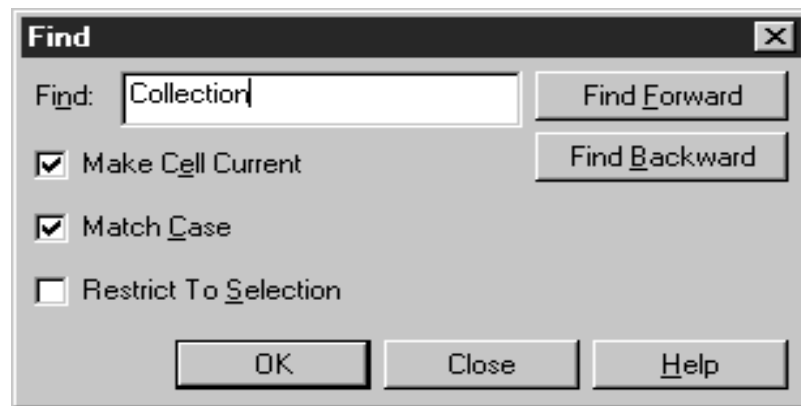 Find
Find: Collection Find Forward
Find Backward
Make Cell Current
Match Case
Restrict To Selection
OK Close Help